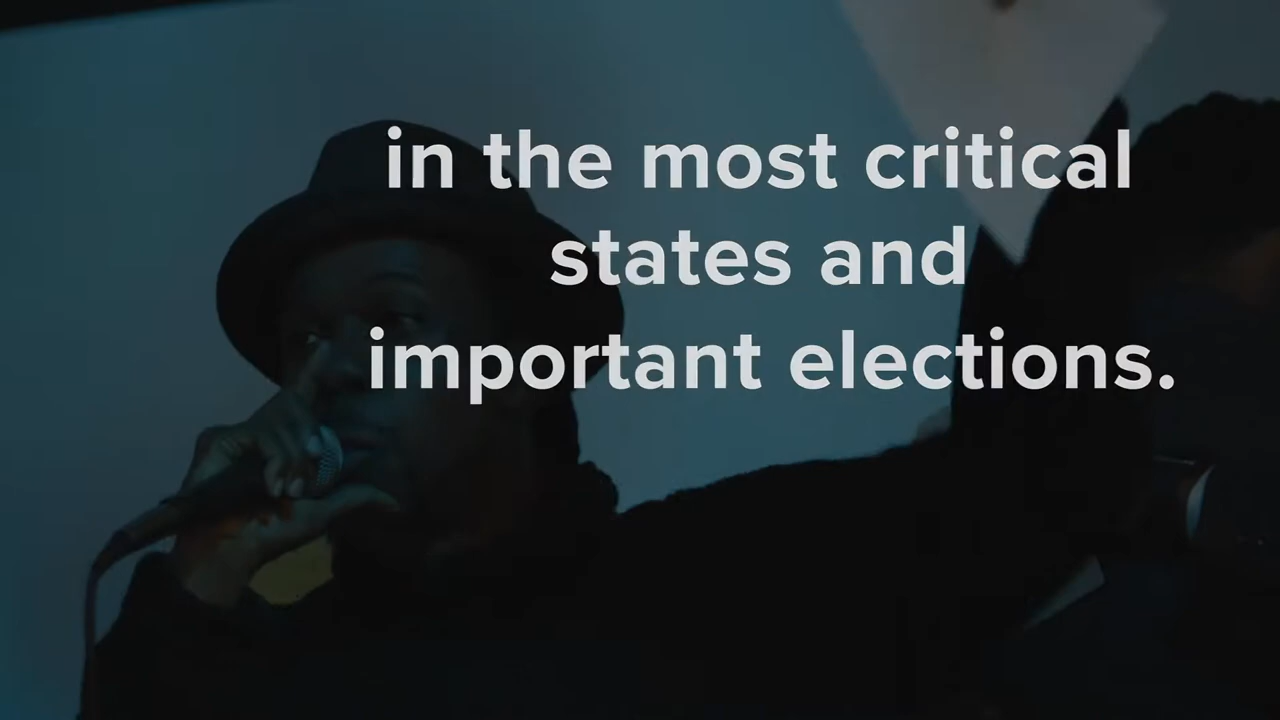 in the most critical
states and
important elections.